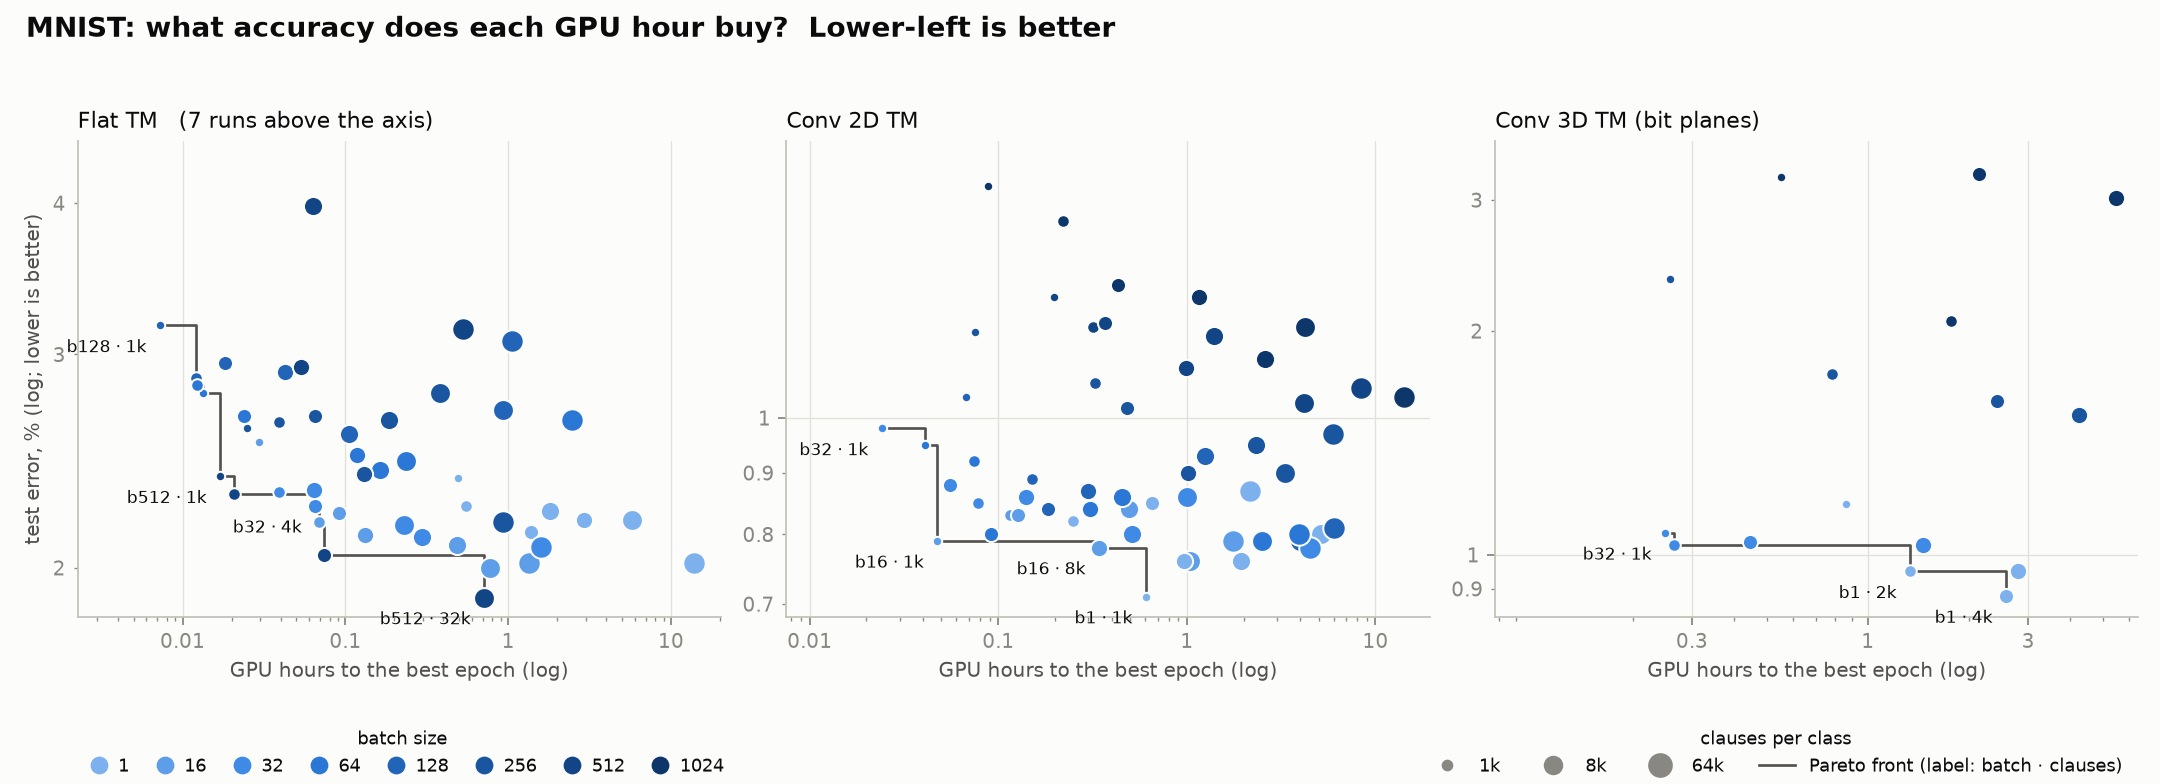 MNIST: what accuracy does each GPU hour buy?  Lower-left is better
Flat TM   (7 runs above the axis)
test error, % (log; lower is better)
4
3
2
b128 · 1k
b512 · 1k
b32 · 4k
b512 · 32k
0.01
0.1
1
10
GPU hours to the best epoch (log)
Conv 2D TM
1
0.9
0.8
0.7
b32 · 1k
b16 · 1k
b16 · 8k
b1 · 1k
0.01
0.1
1
10
GPU hours to the best epoch (log)
Conv 3D TM (bit planes)
3
2
1
0.9
b32 · 1k
b1 · 2k
b1 · 4k
0.3
1
3
GPU hours to the best epoch (log)
batch size
1
16
32
64
128
256
512
1024
clauses per class
1k
8k
64k
Pareto front (label: batch · clauses)